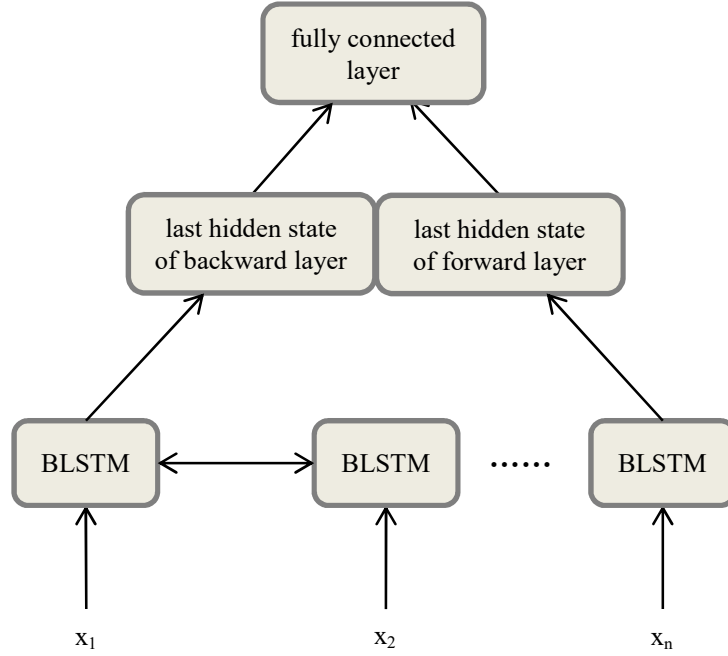 fully connected
layer
last hidden state
of backward layer
last hidden state
of forward layer
BLSTM
BLSTM
......
BLSTM
x₁
x₂
xₙ